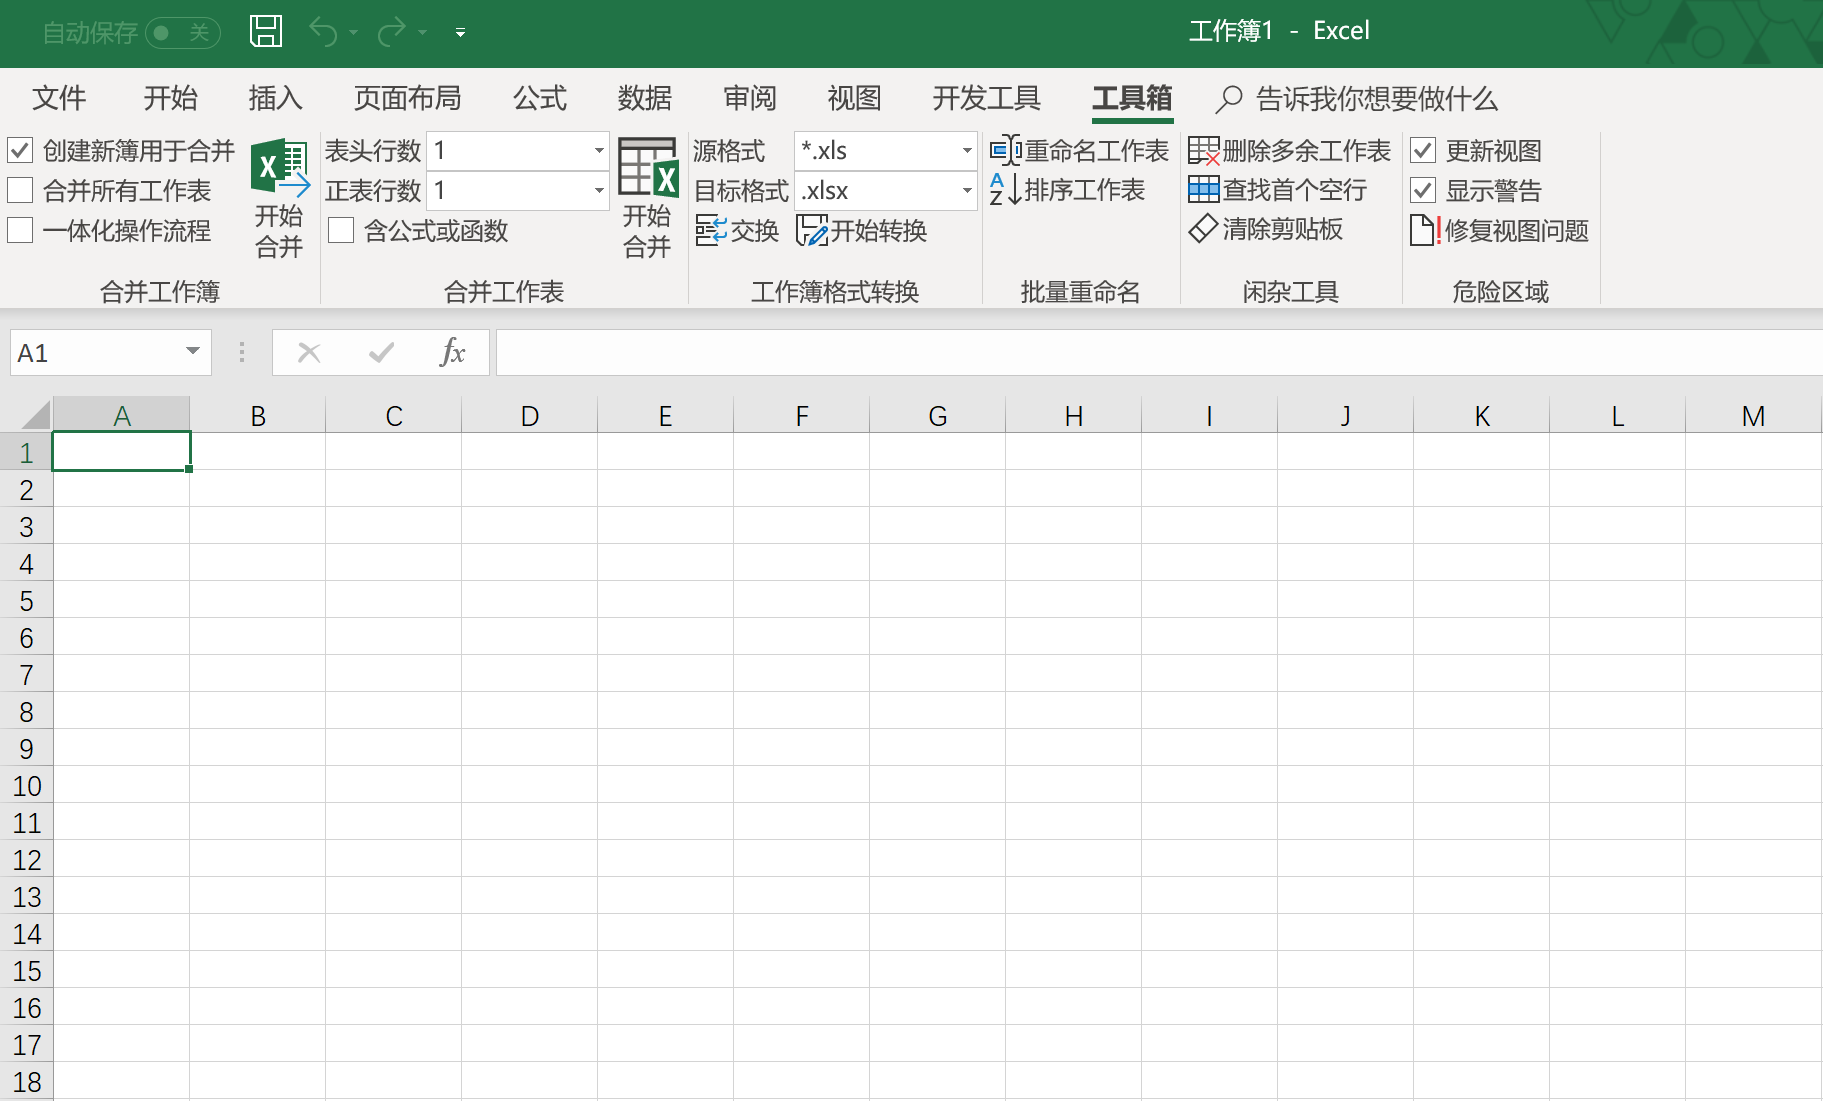 自动保存 关
工作簿1 - Excel
文件 开始 插入 页面布局 公式 数据 审阅 视图 开发工具 工具箱 告诉我你想要做什么
创建新簿用于合并
合并所有工作表
一体化操作流程
开始
合并
合并工作簿
表头行数 1
正表行数 1
含公式或函数
开始
合并
合并工作表
源格式 *.xls
目标格式 .xlsx
交换 开始转换
工作簿格式转换
重命名工作表
排序工作表
批量重命名
删除多余工作表
查找首个空行
清除剪贴板
闲杂工具
更新视图
显示警告
修复视图问题
危险区域
A1 fx
A B C D E F G H I J K L M
1
2
3
4
5
6
7
8
9
10
11
12
13
14
15
16
17
18